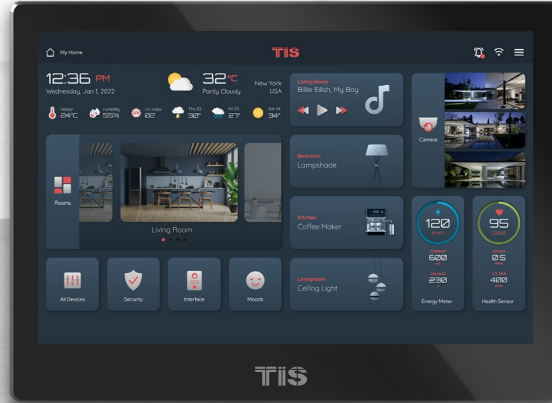 My Home
TIS
12:36 PM
Wednesday, Jan 1, 2022
32°C
Partly Cloudy
New York
USA
Indoor
24°C
Humidity
55%
UV Index
02
Thu 02
30°
Fri 03
27°
Sat 04
34°
Living Room
Billie Eilish, My Boy
Camera
Rooms
Living Room
Bedroom
Lampshade
Kitchen
Coffee Maker
Livingroom
Ceiling Light
120
600
230
Energy Meter
95
Good
0.5
400
Health Sensor
All Devices
Security
Interface
Moods
TIS